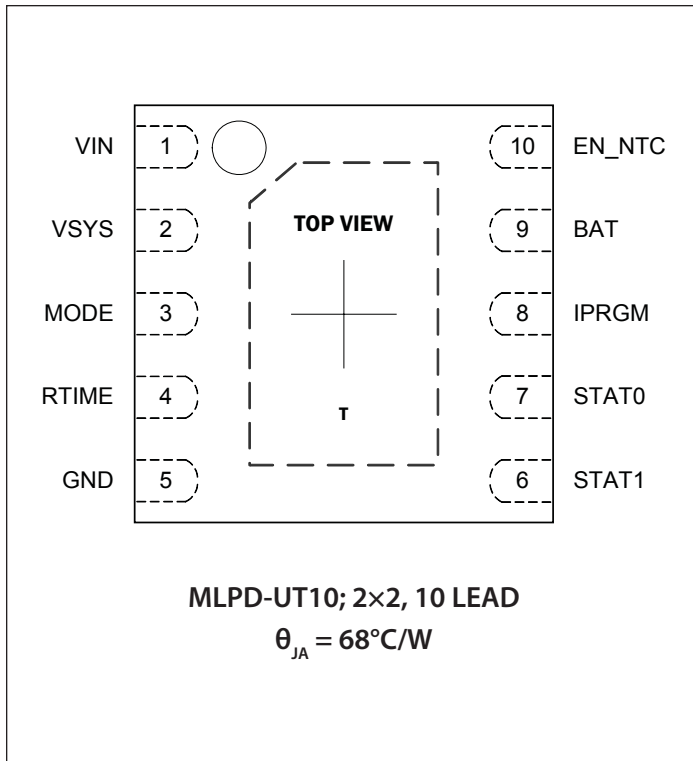 VIN 1 10 EN_NTC
VSYS 2 TOP VIEW 9 BAT
MODE 3 8 IPRGM
RTIME 4 T 7 STAT0
GND 5 6 STAT1
MLPD-UT10; 2×2, 10 LEAD
θJA = 68°C/W